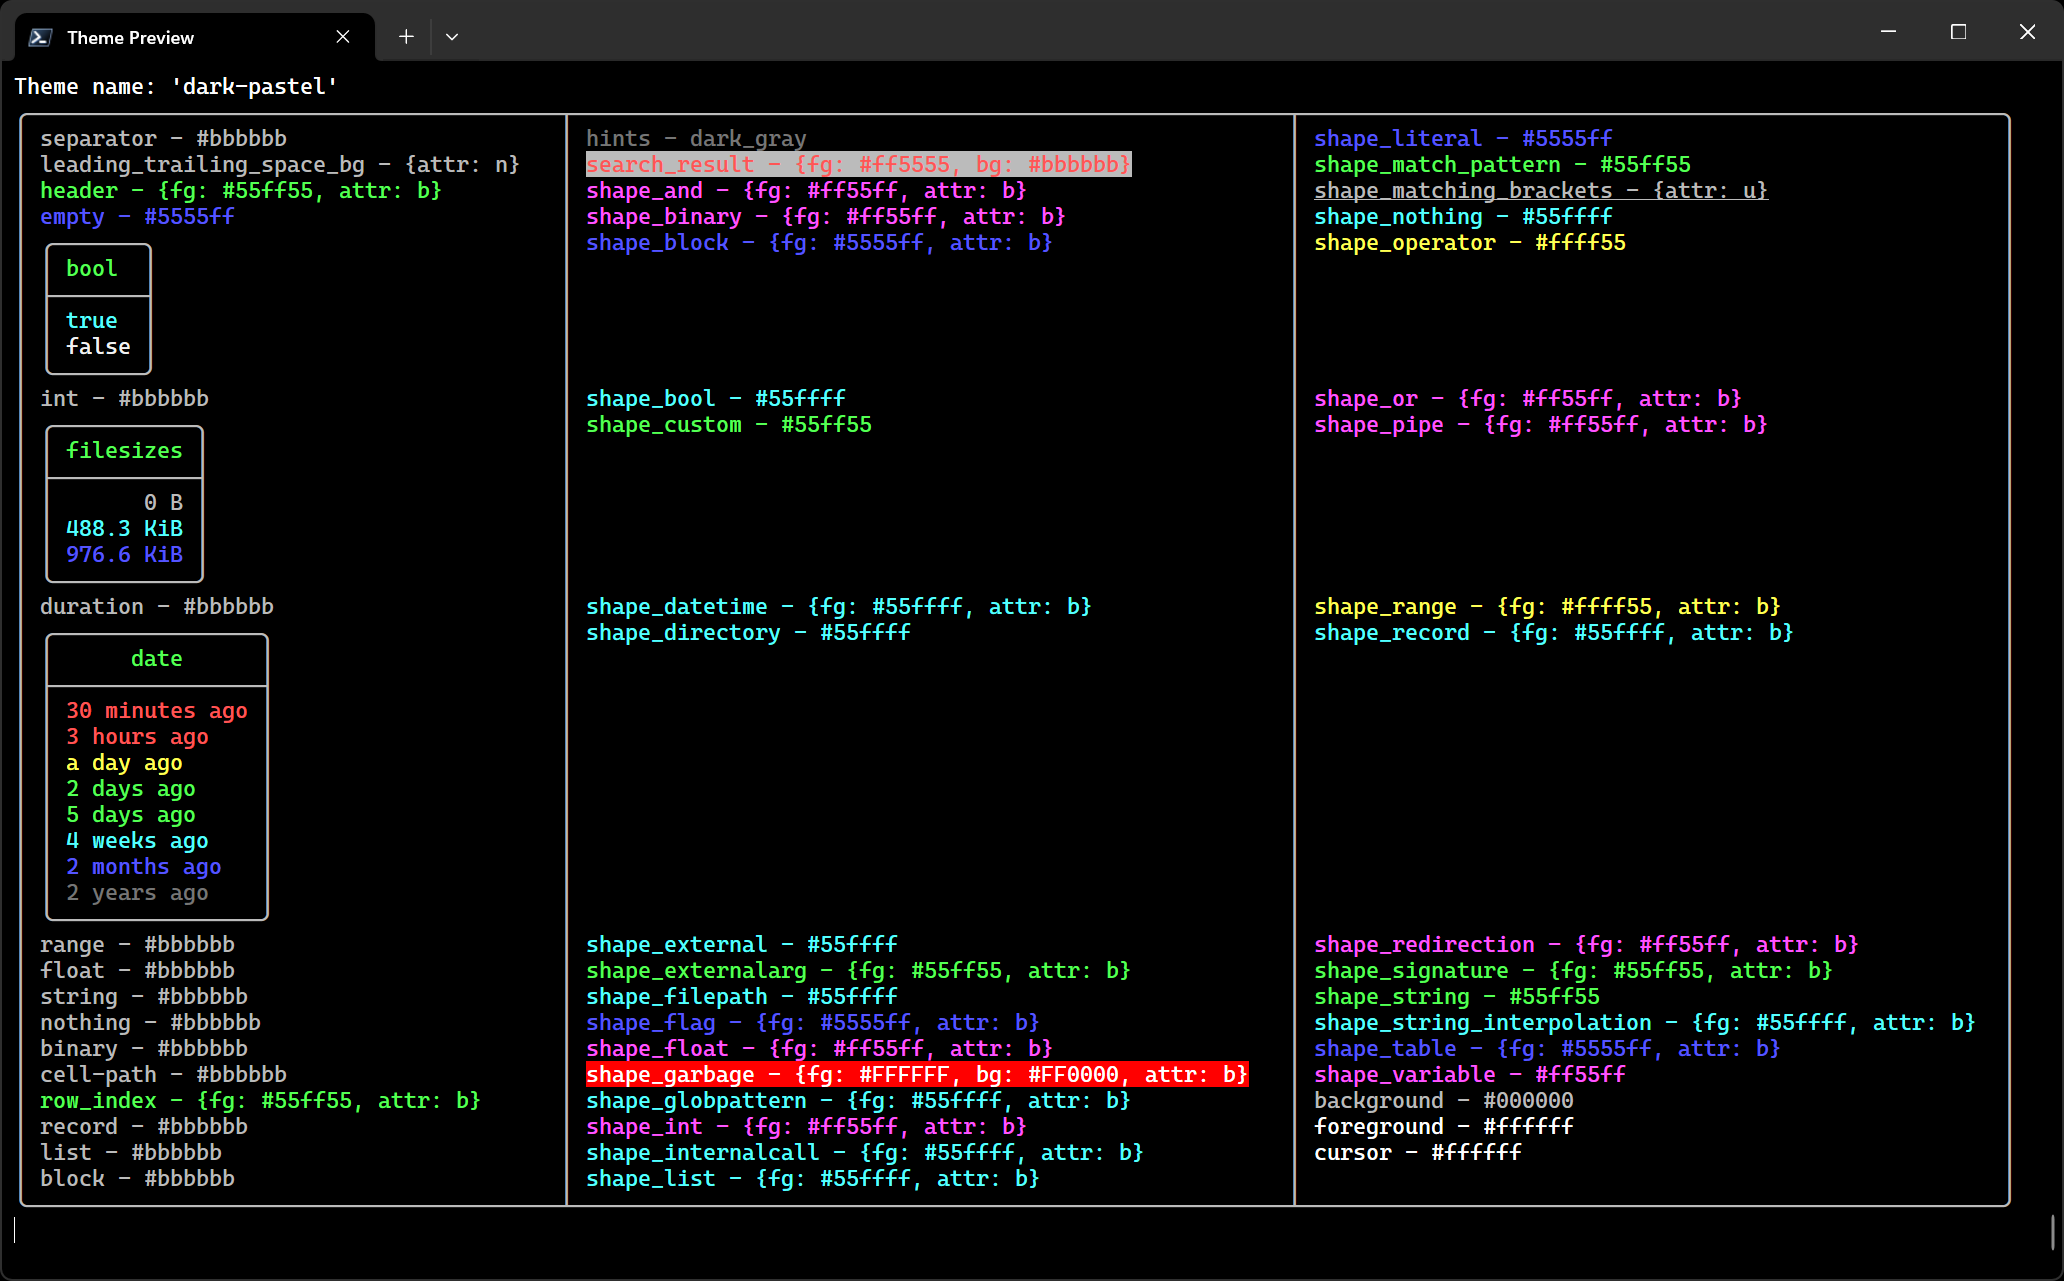 Theme Preview
Theme name: 'dark-pastel'
separator - #bbbbbb
leading_trailing_space_bg - {attr: n}
header - {fg: #55ff55, attr: b}
empty - #5555ff
bool
true
false
int - #bbbbbb
filesizes
0 B
488.3 KiB
976.6 KiB
duration - #bbbbbb
date
30 minutes ago
3 hours ago
a day ago
2 days ago
5 days ago
4 weeks ago
2 months ago
2 years ago
range - #bbbbbb
float - #bbbbbb
string - #bbbbbb
nothing - #bbbbbb
binary - #bbbbbb
cell-path - #bbbbbb
row_index - {fg: #55ff55, attr: b}
record - #bbbbbb
list - #bbbbbb
block - #bbbbbb
hints - dark_gray
search_result - {fg: #ff5555, bg: #bbbbbb}
shape_and - {fg: #ff55ff, attr: b}
shape_binary - {fg: #ff55ff, attr: b}
shape_block - {fg: #5555ff, attr: b}
shape_bool - #55ffff
shape_custom - #55ff55
shape_datetime - {fg: #55ffff, attr: b}
shape_directory - #55ffff
shape_external - #55ffff
shape_externalarg - {fg: #55ff55, attr: b}
shape_filepath - #55ffff
shape_flag - {fg: #5555ff, attr: b}
shape_float - {fg: #ff55ff, attr: b}
shape_garbage - {fg: #FFFFFF, bg: #FF0000, attr: b}
shape_globpattern - {fg: #55ffff, attr: b}
shape_int - {fg: #ff55ff, attr: b}
shape_internalcall - {fg: #55ffff, attr: b}
shape_list - {fg: #55ffff, attr: b}
shape_literal - #5555ff
shape_match_pattern - #55ff55
shape_matching_brackets - {attr: u}
shape_nothing - #55ffff
shape_operator - #ffff55
shape_or - {fg: #ff55ff, attr: b}
shape_pipe - {fg: #ff55ff, attr: b}
shape_range - {fg: #ffff55, attr: b}
shape_record - {fg: #55ffff, attr: b}
shape_redirection - {fg: #ff55ff, attr: b}
shape_signature - {fg: #55ff55, attr: b}
shape_string - #55ff55
shape_string_interpolation - {fg: #55ffff, attr: b}
shape_table - {fg: #5555ff, attr: b}
shape_variable - #ff55ff
background - #000000
foreground - #ffffff
cursor - #ffffff